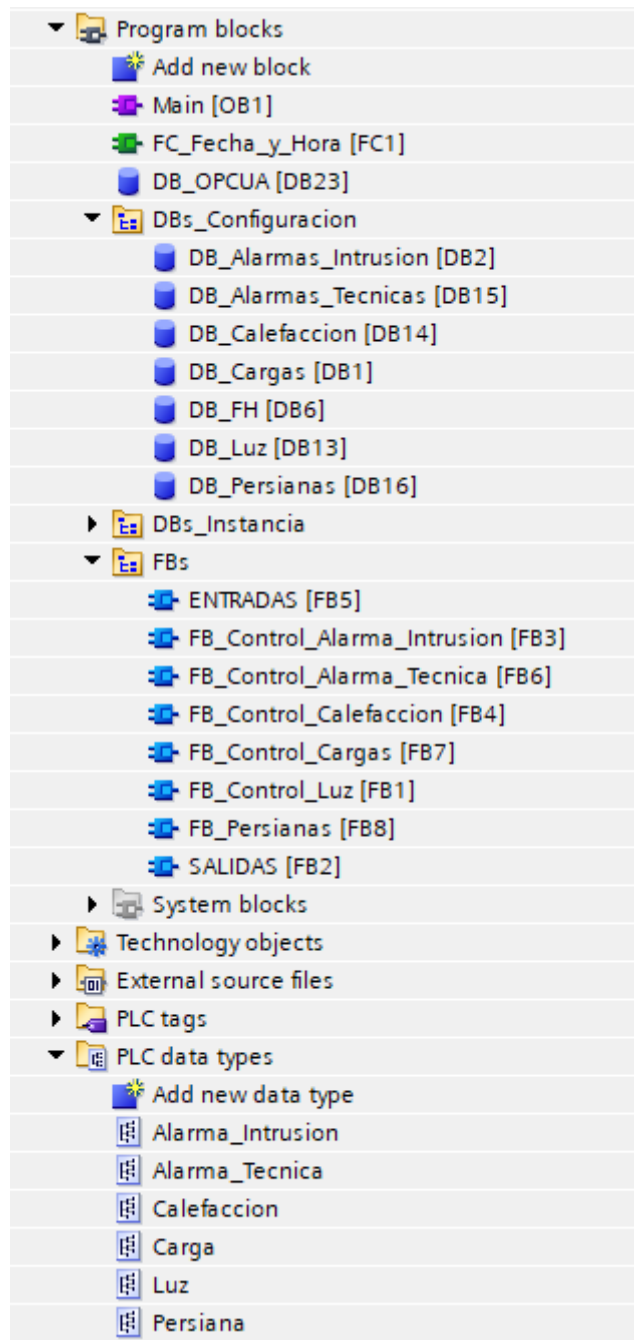 Program blocks
Add new block
Main [OB1]
FC_Fecha_y_Hora [FC1]
DB_OPCUA [DB23]
DBs_Configuracion
DB_Alarmas_Intrusion [DB2]
DB_Alarmas_Tecnicas [DB15]
DB_Calefaccion [DB14]
DB_Cargas [DB1]
DB_FH [DB6]
DB_Luz [DB13]
DB_Persianas [DB16]
DBs_Instancia
FBs
ENTRADAS [FB5]
FB_Control_Alarma_Intrusion [FB3]
FB_Control_Alarma_Tecnica [FB6]
FB_Control_Calefaccion [FB4]
FB_Control_Cargas [FB7]
FB_Control_Luz [FB1]
FB_Persianas [FB8]
SALIDAS [FB2]
System blocks
Technology objects
External source files
PLC tags
PLC data types
Add new data type
Alarma_Intrusion
Alarma_Tecnica
Calefaccion
Carga
Luz
Persiana